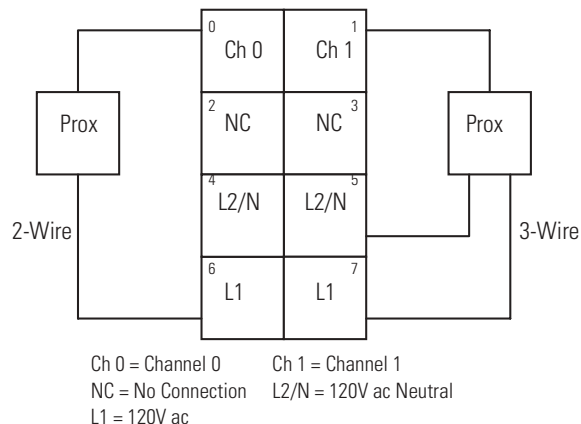 0 1
Ch 0 Ch 1
2 3
Prox NC NC Prox
4 5
L2/N L2/N
2-Wire 3-Wire
6 7
L1 L1
Ch 0 = Channel 0 Ch 1 = Channel 1
NC = No Connection L2/N = 120V ac Neutral
L1 = 120V ac